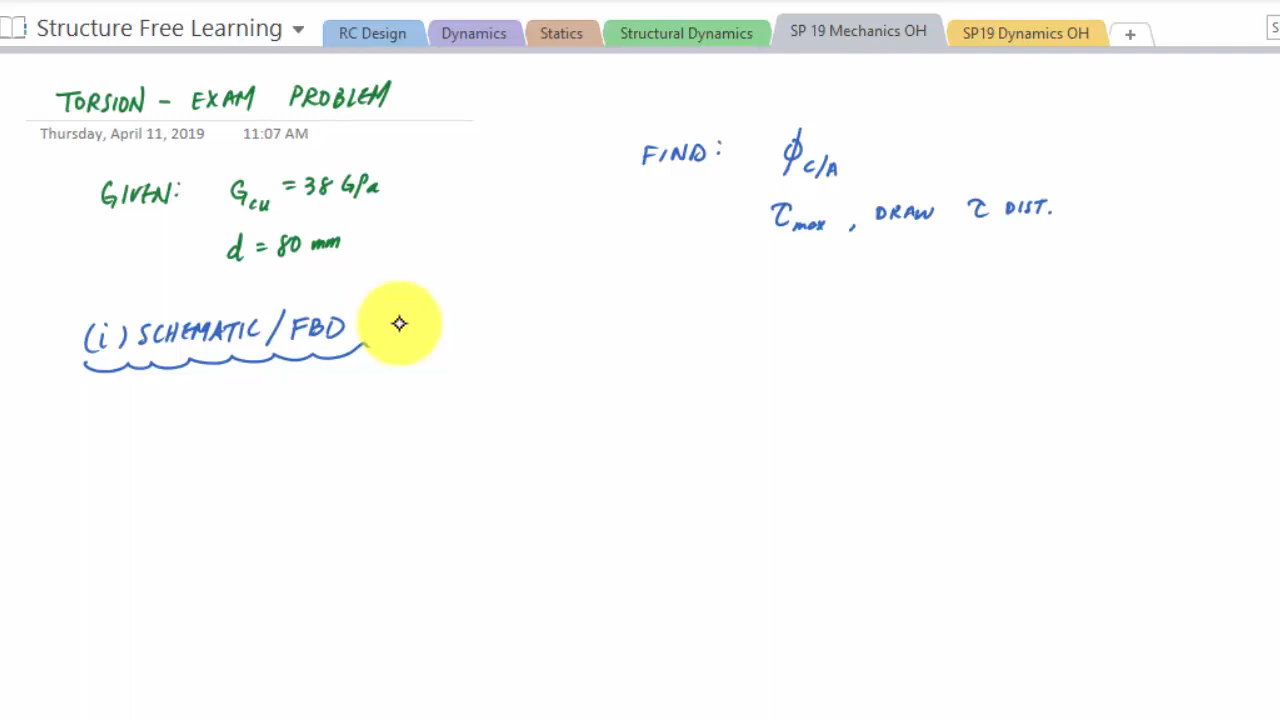 Structure Free Learning
RC Design
Dynamics
Statics
Structural Dynamics
SP 19 Mechanics OH
SP19 Dynamics OH
+
S
TORSION - EXAM PROBLEM
Thursday, April 11, 2019 11:07 AM
GIVEN: Gcu = 38 GPa
d = 80 mm
FIND: ϕC/A
τmax, DRAW τ DIST.
(i) SCHEMATIC/FBD